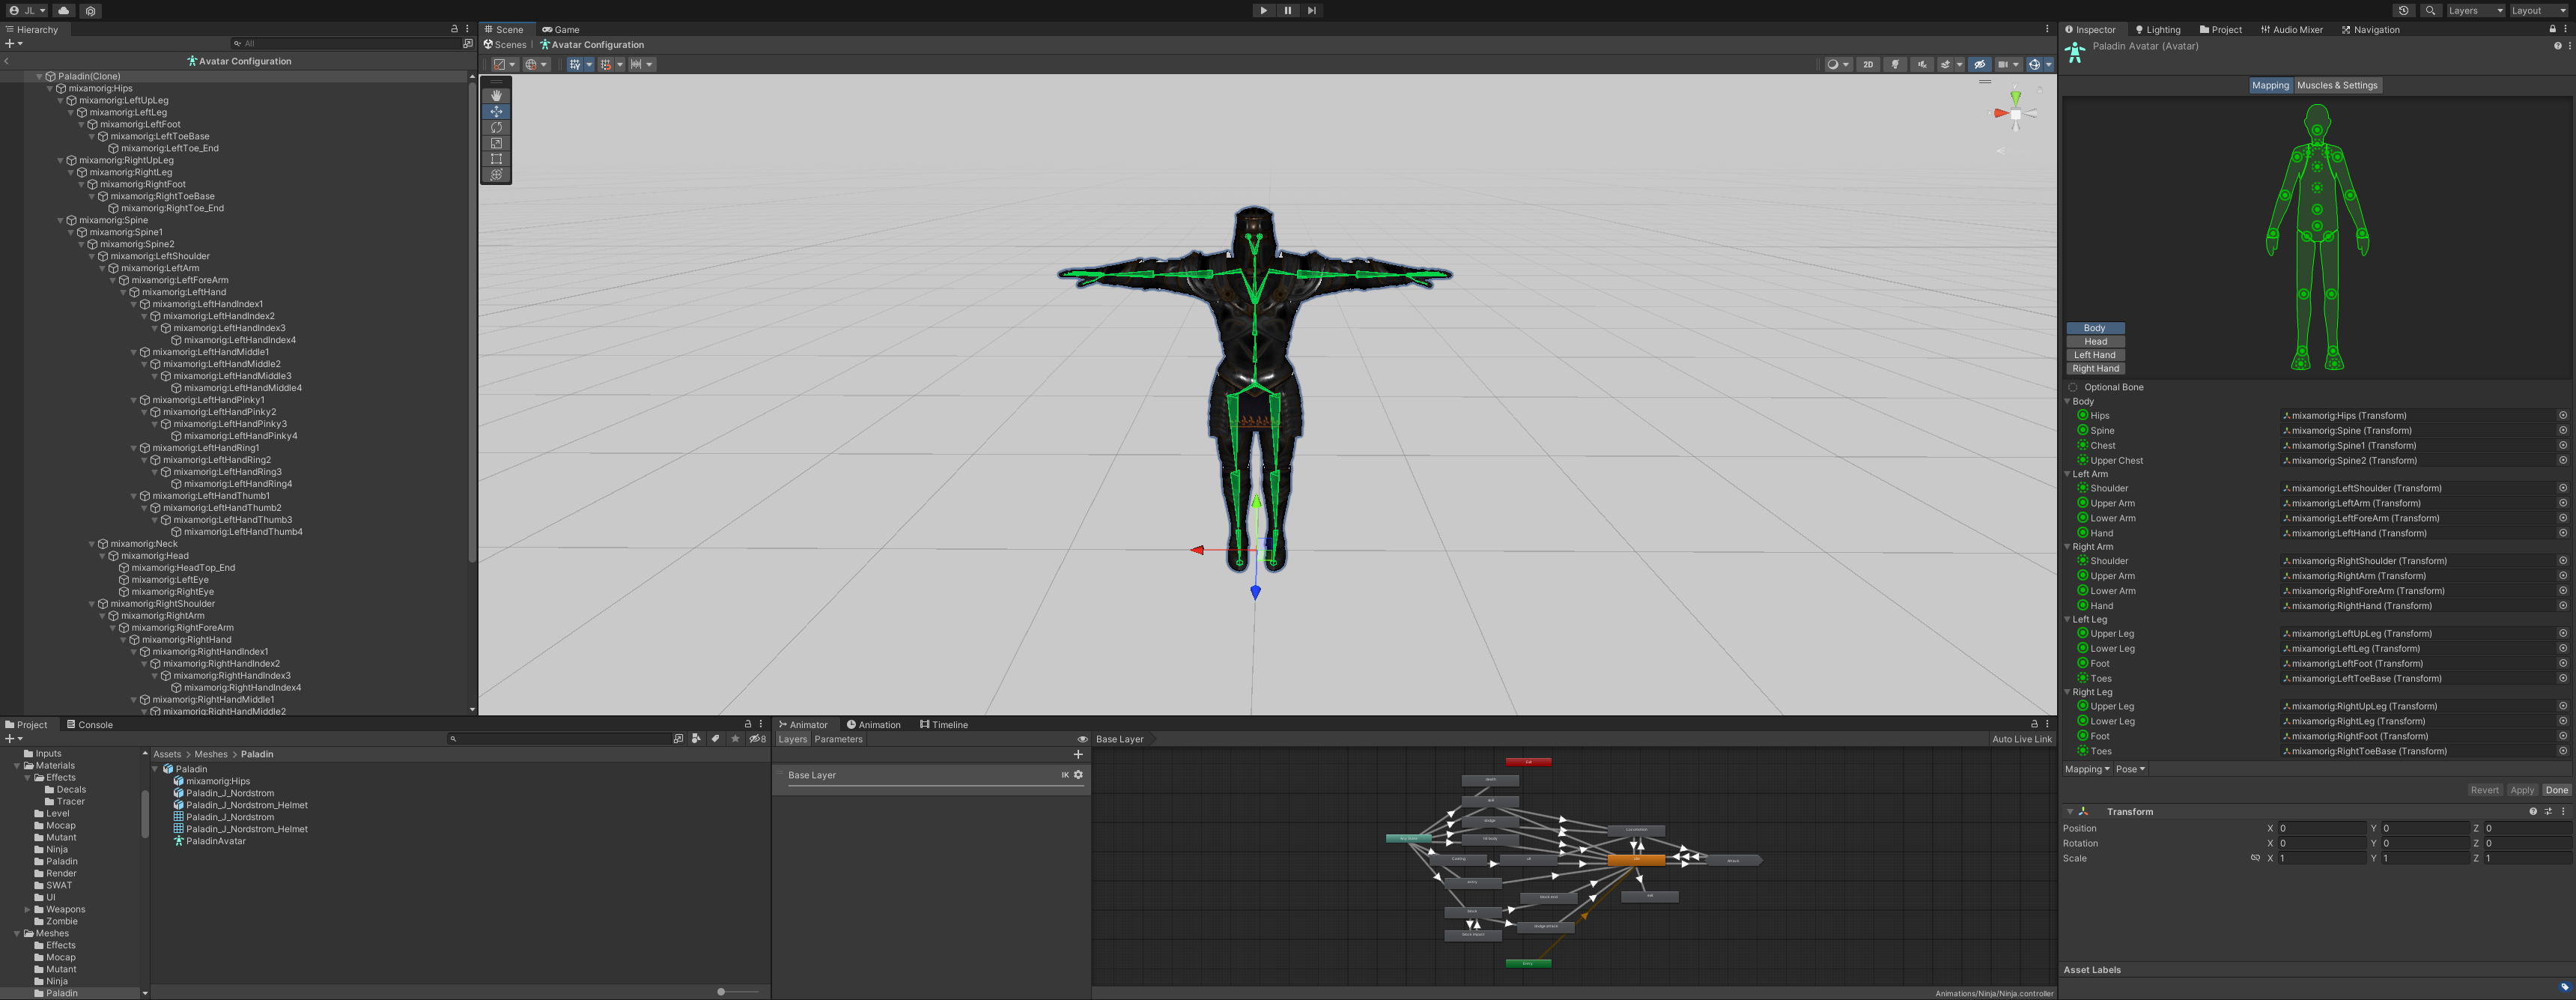 JL
Layers
Layout
Hierarchy
All
Avatar Configuration
Paladin(Clone)
mixamorig:Hips
mixamorig:LeftUpLeg
mixamorig:LeftLeg
mixamorig:LeftFoot
mixamorig:LeftToeBase
mixamorig:LeftToe_End
mixamorig:RightUpLeg
mixamorig:RightLeg
mixamorig:RightFoot
mixamorig:RightToeBase
mixamorig:RightToe_End
mixamorig:Spine
mixamorig:Spine1
mixamorig:Spine2
mixamorig:LeftShoulder
mixamorig:LeftArm
mixamorig:LeftForeArm
mixamorig:LeftHand
mixamorig:LeftHandIndex1
mixamorig:LeftHandIndex2
mixamorig:LeftHandIndex3
mixamorig:LeftHandIndex4
mixamorig:LeftHandMiddle1
mixamorig:LeftHandMiddle2
mixamorig:LeftHandMiddle3
mixamorig:LeftHandMiddle4
mixamorig:LeftHandPinky1
mixamorig:LeftHandPinky2
mixamorig:LeftHandPinky3
mixamorig:LeftHandPinky4
mixamorig:LeftHandRing1
mixamorig:LeftHandRing2
mixamorig:LeftHandRing3
mixamorig:LeftHandRing4
mixamorig:LeftHandThumb1
mixamorig:LeftHandThumb2
mixamorig:LeftHandThumb3
mixamorig:LeftHandThumb4
mixamorig:Neck
mixamorig:Head
mixamorig:HeadTop_End
mixamorig:LeftEye
mixamorig:RightEye
mixamorig:RightShoulder
mixamorig:RightArm
mixamorig:RightForeArm
mixamorig:RightHand
mixamorig:RightHandIndex1
mixamorig:RightHandIndex2
mixamorig:RightHandIndex3
mixamorig:RightHandIndex4
mixamorig:RightHandMiddle1
mixamorig:RightHandMiddle2
Scene Game
Scenes Avatar Configuration
2D
Inspector Lighting Project Audio Mixer Navigation
Paladin Avatar (Avatar)
Mapping Muscles & Settings
Body
Head
Left Hand
Right Hand
Optional Bone
Body
Hips mixamorig:Hips (Transform)
Spine mixamorig:Spine (Transform)
Chest mixamorig:Spine1 (Transform)
Upper Chest mixamorig:Spine2 (Transform)
Left Arm
Shoulder mixamorig:LeftShoulder (Transform)
Upper Arm mixamorig:LeftArm (Transform)
Lower Arm mixamorig:LeftForeArm (Transform)
Hand mixamorig:LeftHand (Transform)
Right Arm
Shoulder mixamorig:RightShoulder (Transform)
Upper Arm mixamorig:RightArm (Transform)
Lower Arm mixamorig:RightForeArm (Transform)
Hand mixamorig:RightHand (Transform)
Left Leg
Upper Leg mixamorig:LeftUpLeg (Transform)
Lower Leg mixamorig:LeftLeg (Transform)
Foot mixamorig:LeftFoot (Transform)
Toes mixamorig:LeftToeBase (Transform)
Right Leg
Upper Leg mixamorig:RightUpLeg (Transform)
Lower Leg mixamorig:RightLeg (Transform)
Foot mixamorig:RightFoot (Transform)
Toes mixamorig:RightToeBase (Transform)
Mapping Pose
Revert Apply Done
Transform
Position X 0 Y 0 Z 0
Rotation X 0 Y 0 Z 0
Scale X 1 Y 1 Z 1
Asset Labels
Project Console
8
Inputs
Materials
Effects
Decals
Tracer
Level
Mocap
Mutant
Ninja
Paladin
Render
SWAT
UI
Weapons
Zombie
Meshes
Effects
Mocap
Mutant
Ninja
Paladin
Assets > Meshes > Paladin
Paladin
mixamorig:Hips
Paladin_J_Nordstrom
Paladin_J_Nordstrom_Helmet
Paladin_J_Nordstrom
Paladin_J_Nordstrom_Helmet
PaladinAvatar
Animator Animation Timeline
Layers Parameters
Base Layer
Auto Live Link
Base Layer IK
Any State
Entry
Animations/Ninja/Ninja.controller